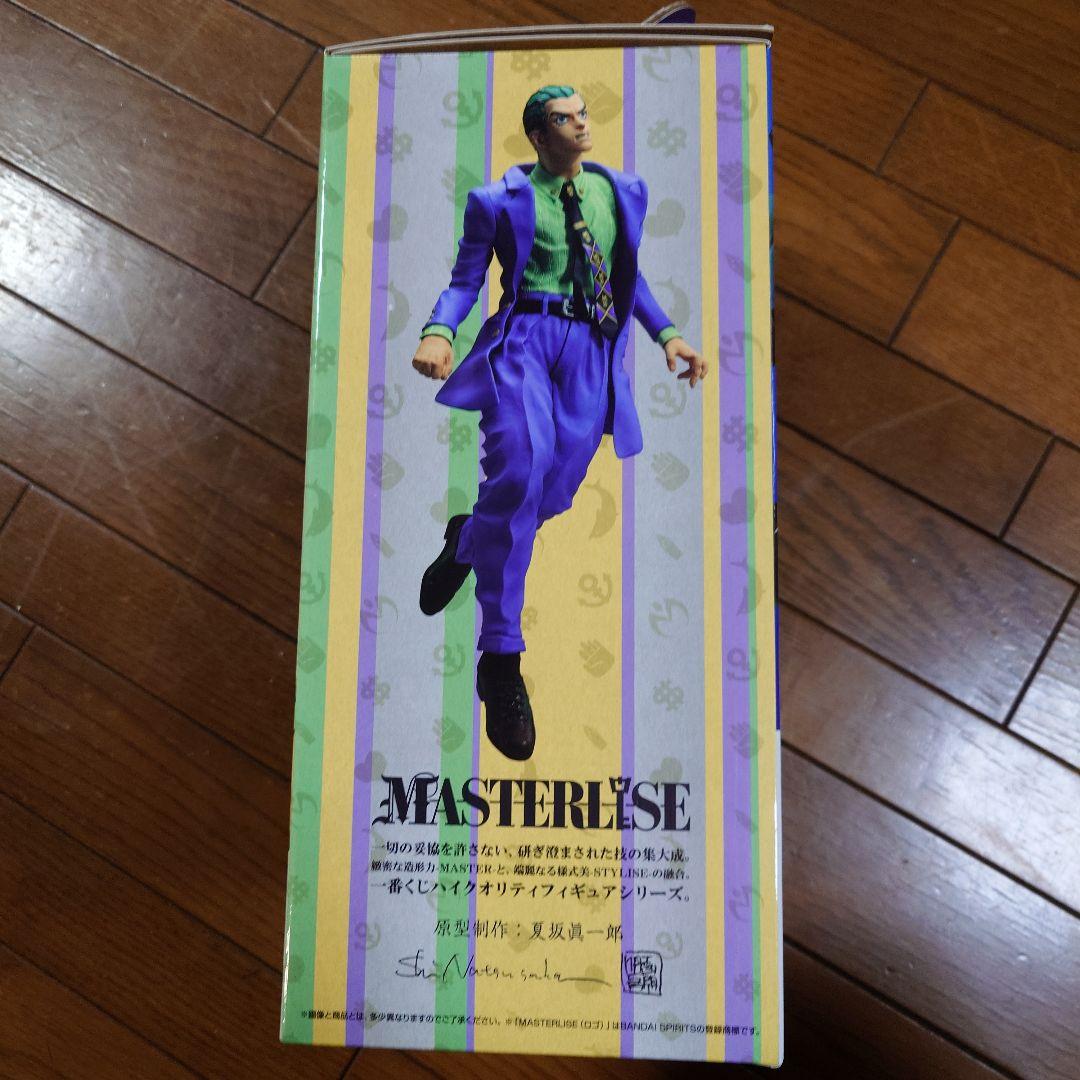 MASTERLISE
一切の妥協を許さない、研ぎ澄まされた技の集大成。
緻密な造形力-MASTER-と、端麗なる様式美-STYLISE-の融合。
一番くじハイクオリティフィギュアシリーズ。
原型制作：夏坂眞一郎
Shin Natsusaka
※画像と商品とは、多少異なりますのでご了承ください。※「MASTERLISE(ロゴ)」はBANDAI SPIRITSの登録商標です。